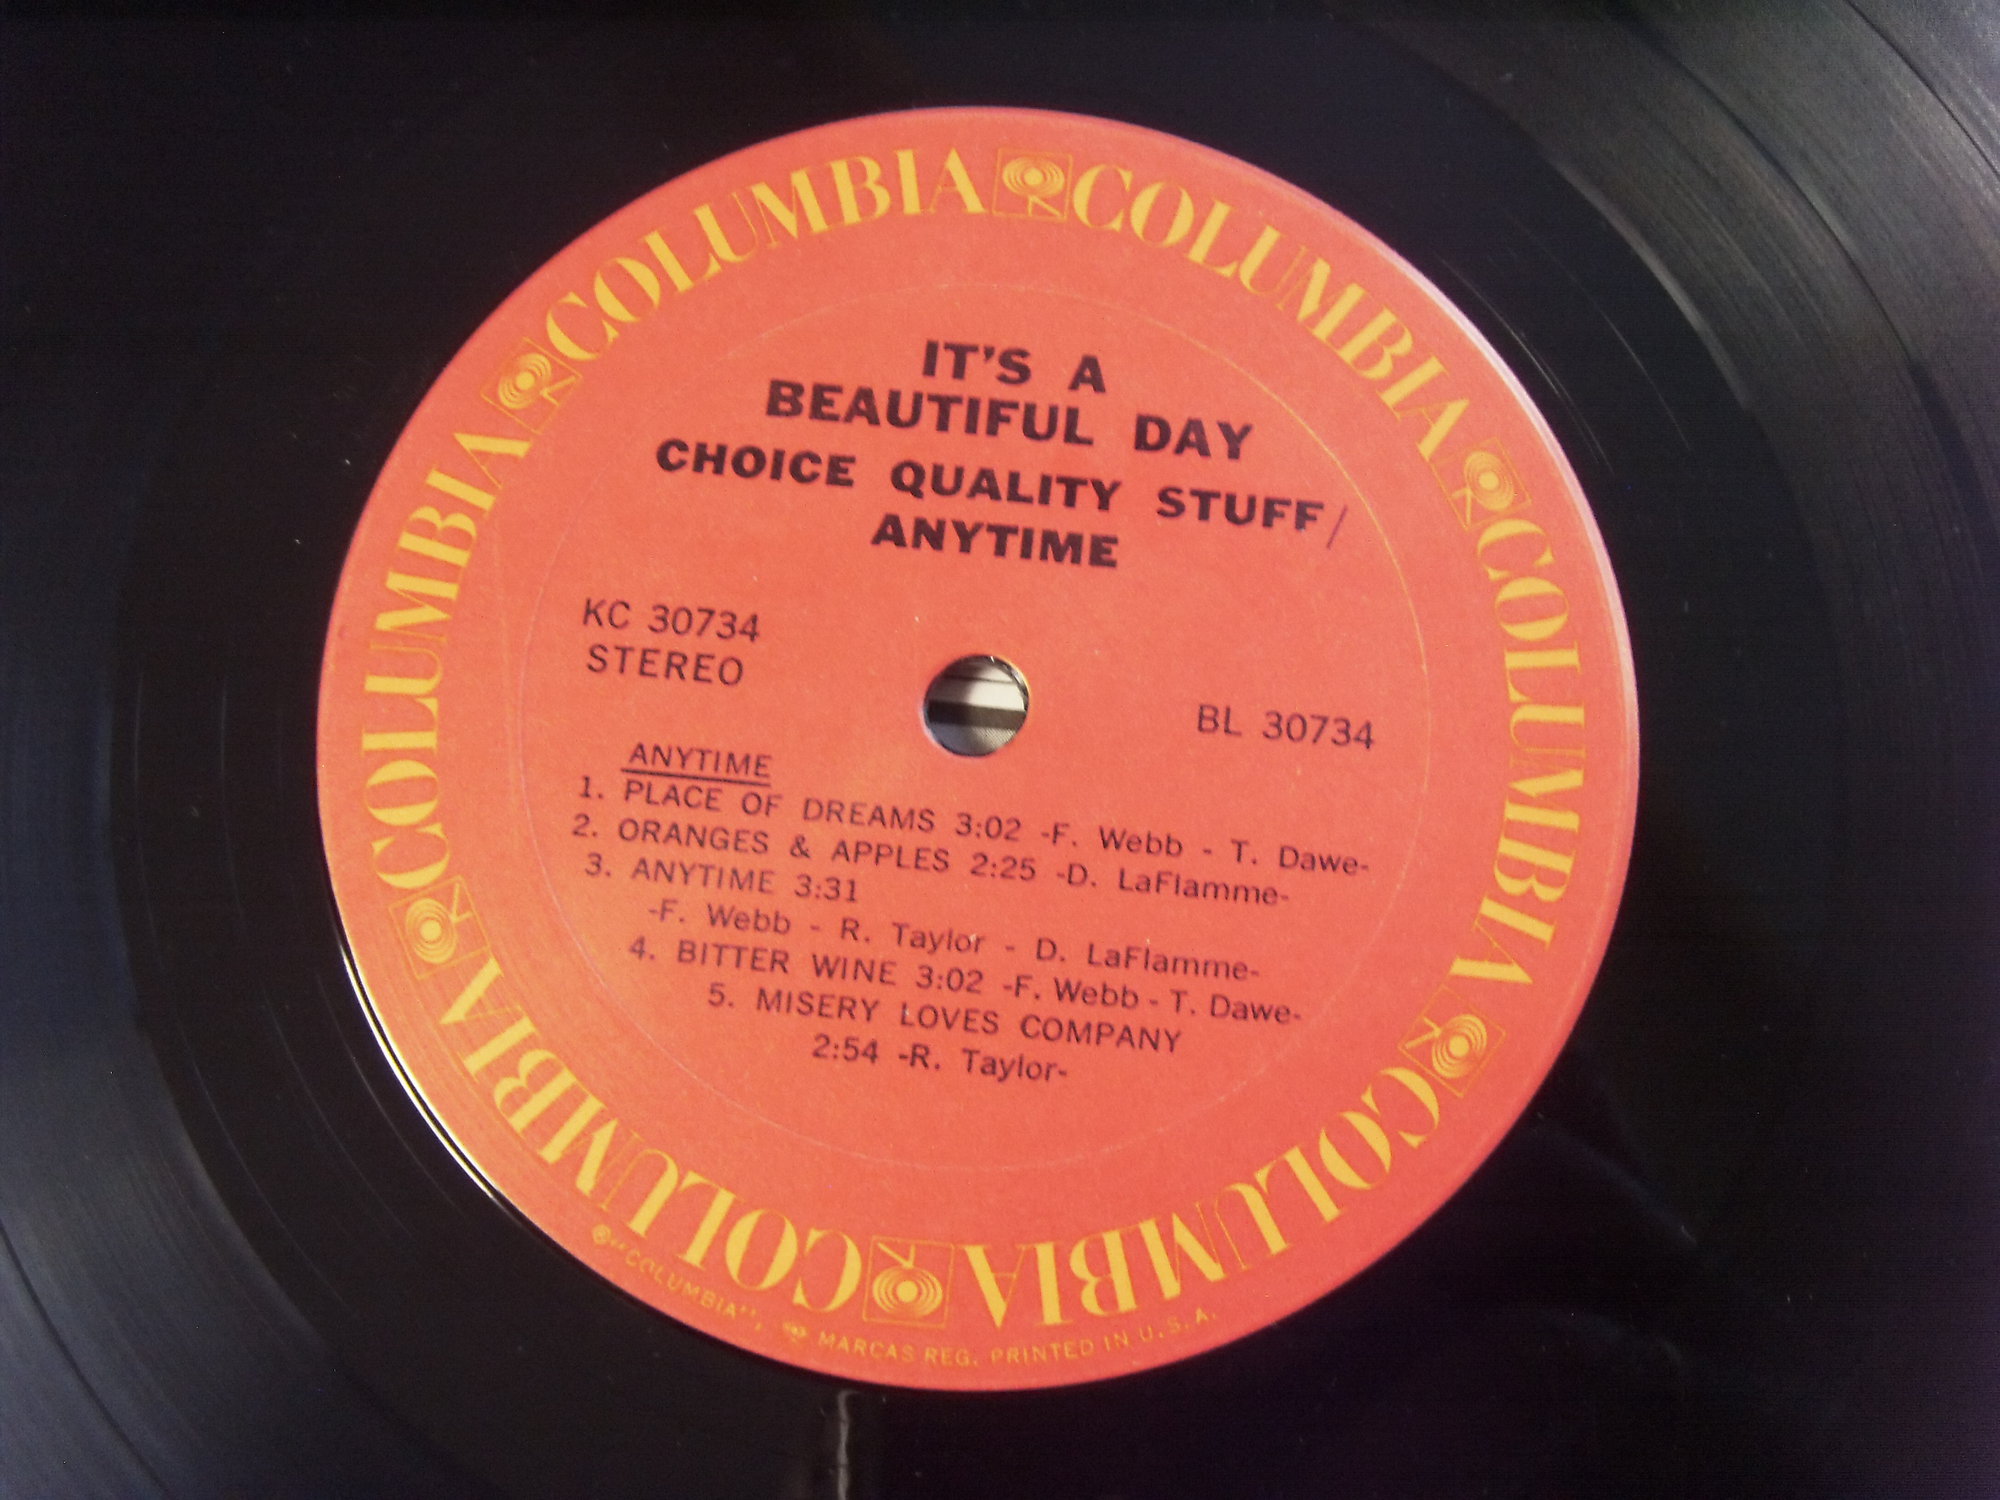 COLUMBIA COLUMBIA COLUMBIA COLUMBIA COLUMBIA COLUMBIA
IT'S A
BEAUTIFUL DAY
CHOICE QUALITY STUFF/
ANYTIME
KC 30734
STEREO
BL 30734
ANYTIME
1. PLACE OF DREAMS 3:02 -F. Webb - T. Dawe-
2. ORANGES & APPLES 2:25 -D. LaFlamme-
3. ANYTIME 3:31
-F. Webb - R. Taylor - D. LaFlamme-
4. BITTER WINE 3:02 -F. Webb - T. Dawe-
5. MISERY LOVES COMPANY
2:54 -R. Taylor-
® "COLUMBIA", MARCAS REG. PRINTED IN U.S.A.